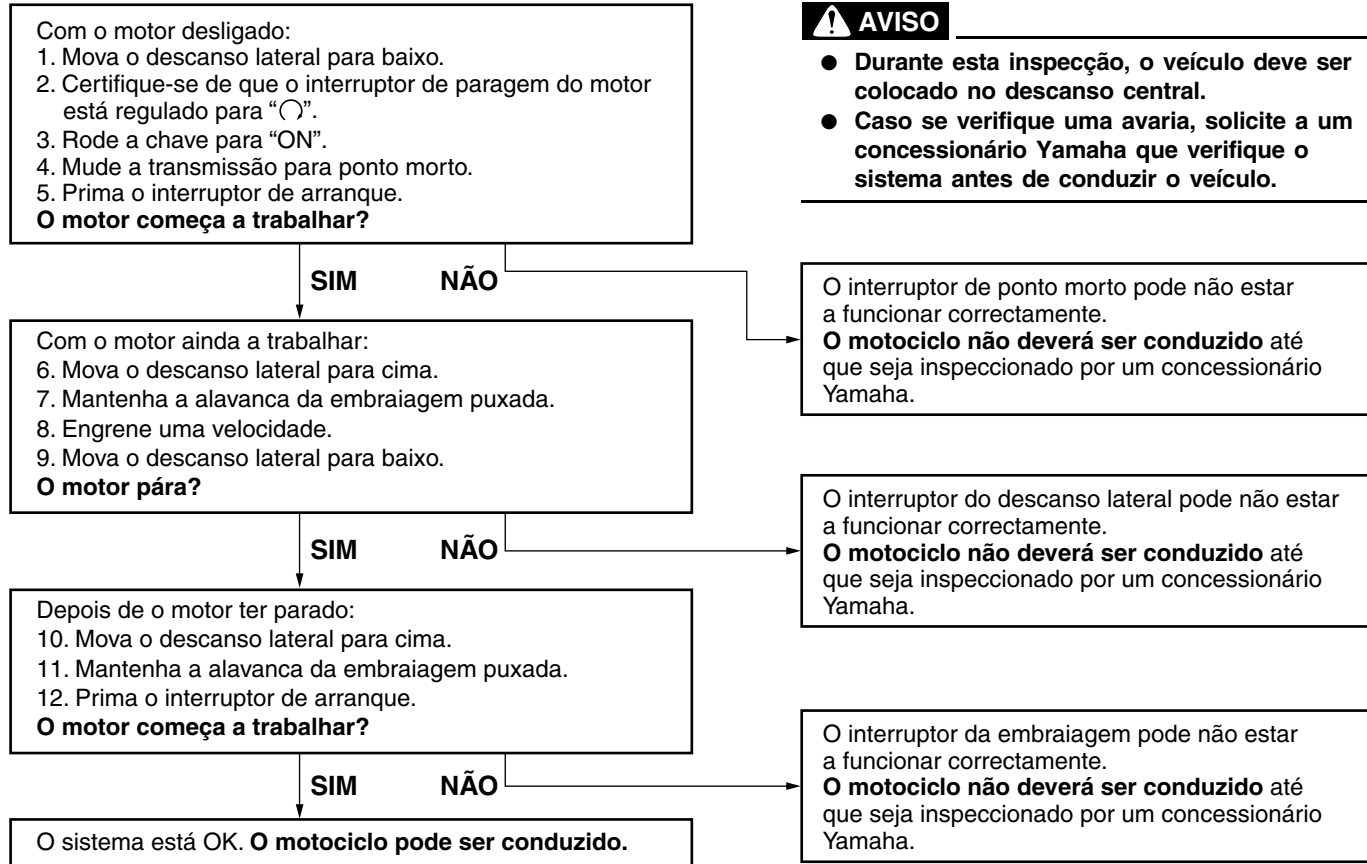 Com o motor desligado:
1. Mova o descanso lateral para baixo.
2. Certifique-se de que o interruptor de paragem do motor
está regulado para “○”.
3. Rode a chave para “ON”.
4. Mude a transmissão para ponto morto.
5. Prima o interruptor de arranque.
O motor começa a trabalhar?
SIM NÃO
Com o motor ainda a trabalhar:
6. Mova o descanso lateral para cima.
7. Mantenha a alavanca da embraiagem puxada.
8. Engrene uma velocidade.
9. Mova o descanso lateral para baixo.
O motor pára?
SIM NÃO
Depois de o motor ter parado:
10. Mova o descanso lateral para cima.
11. Mantenha a alavanca da embraiagem puxada.
12. Prima o interruptor de arranque.
O motor começa a trabalhar?
SIM NÃO
O sistema está OK. O motociclo pode ser conduzido.
AVISO
● Durante esta inspecção, o veículo deve ser
colocado no descanso central.
● Caso se verifique uma avaria, solicite a um
concessionário Yamaha que verifique o
sistema antes de conduzir o veículo.
O interruptor de ponto morto pode não estar
a funcionar correctamente.
O motociclo não deverá ser conduzido até
que seja inspeccionado por um concessionário
Yamaha.
O interruptor do descanso lateral pode não estar
a funcionar correctamente.
O motociclo não deverá ser conduzido até
que seja inspeccionado por um concessionário
Yamaha.
O interruptor da embraiagem pode não estar
a funcionar correctamente.
O motociclo não deverá ser conduzido até
que seja inspeccionado por um concessionário
Yamaha.